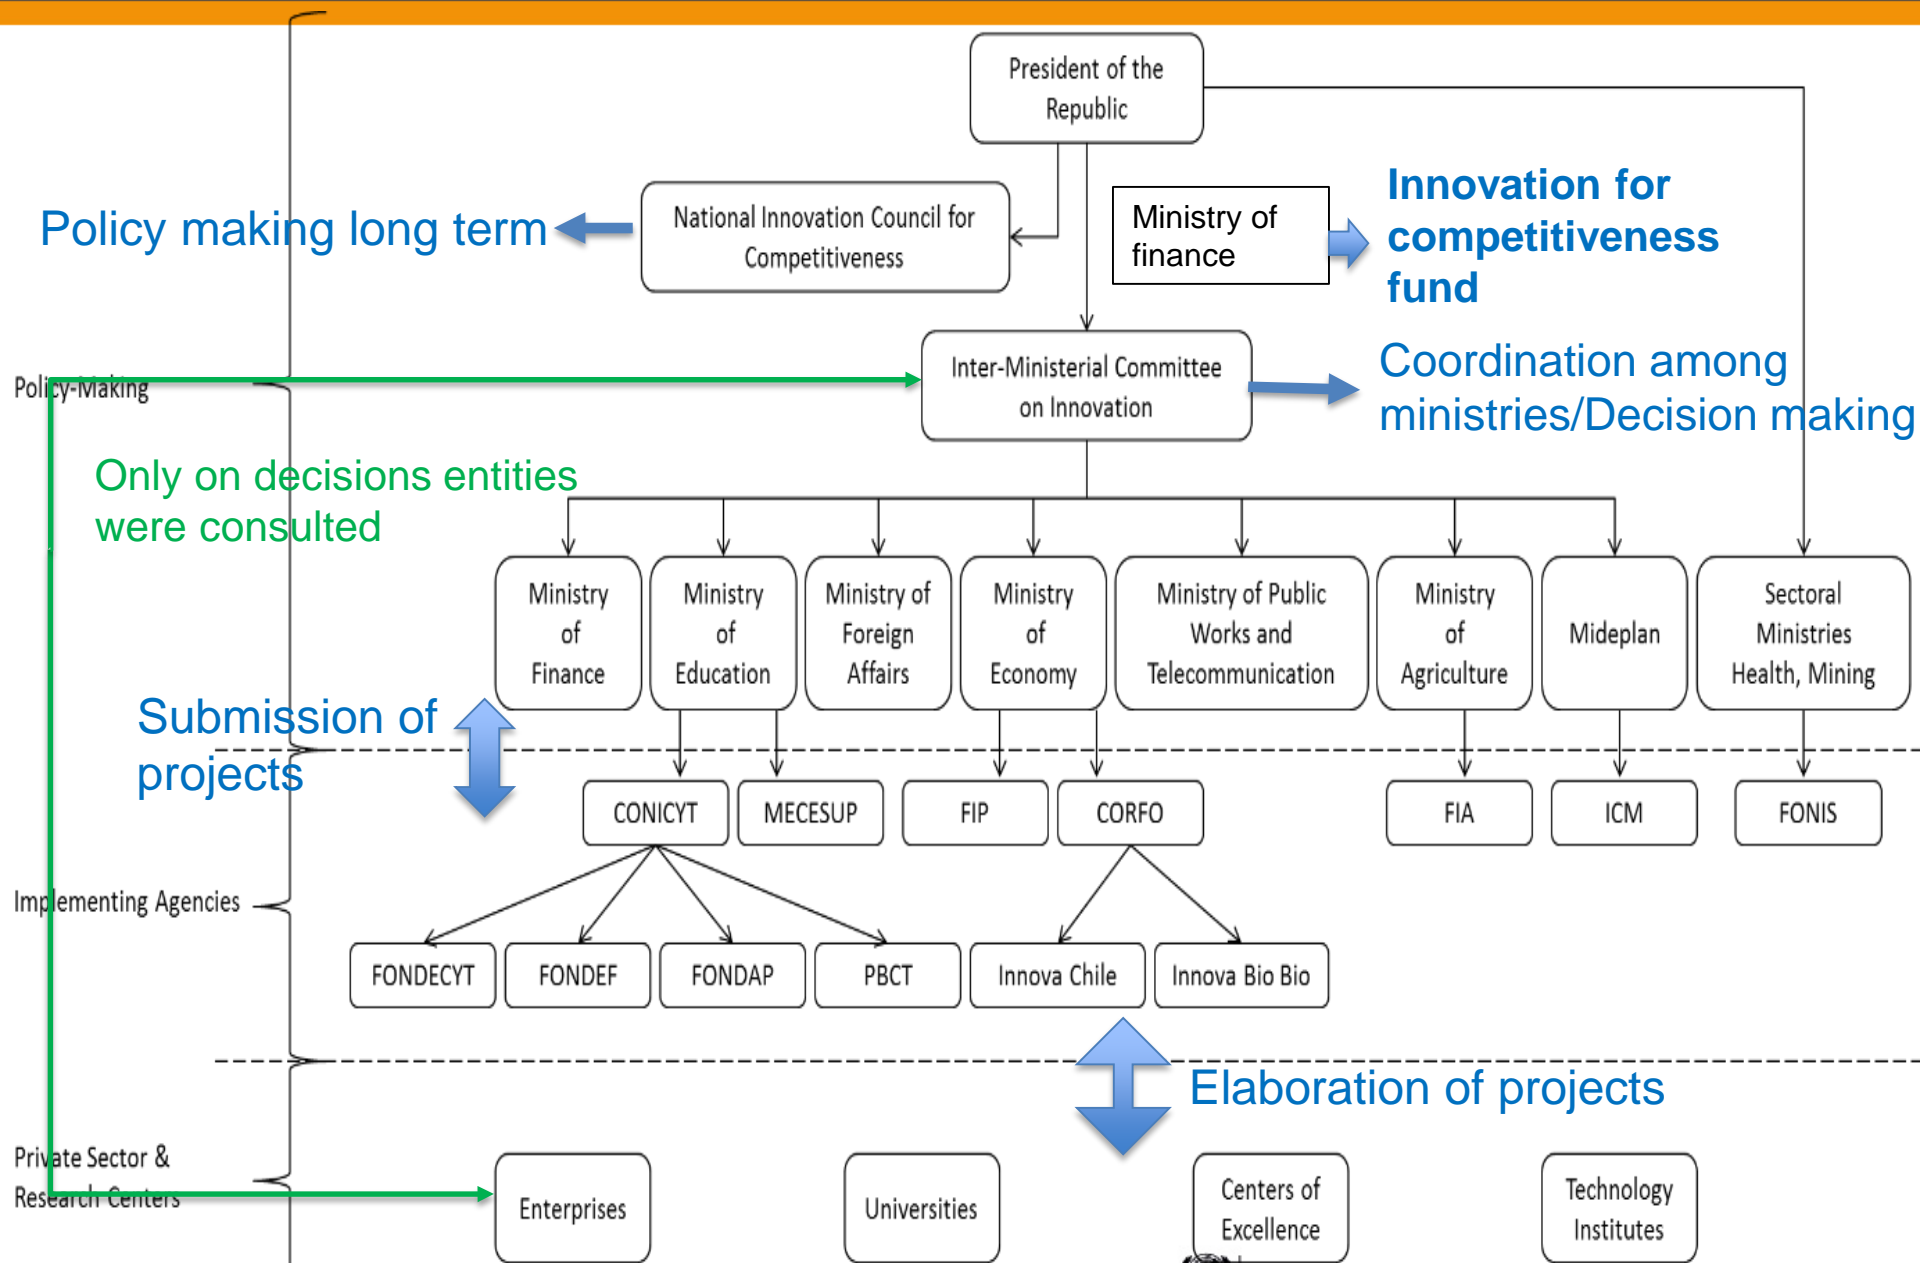 President of the
Republic
National Innovation Council for
Competitiveness
Policy making long term
Ministry of
finance
Innovation for
competitiveness
fund
Inter-Ministerial Committee
on Innovation
Coordination among
ministries/Decision making
Policy-Making
Only on decisions entities
were consulted
Ministry
of
Finance
Ministry
of
Education
Ministry of
Foreign
Affairs
Ministry
of
Economy
Ministry of Public
Works and
Telecommunication
Ministry
of
Agriculture
Mideplan
Sectoral
Ministries
Health, Mining
Submission of
projects
CONICYT
MECESUP
FIP
CORFO
FIA
ICM
FONIS
Implementing Agencies
FONDECYT
FONDEF
FONDAP
PBCT
Innova Chile
Innova Bio Bio
Elaboration of projects
Private Sector &
Research Centers
Enterprises
Universities
Centers of
Excellence
Technology
Institutes